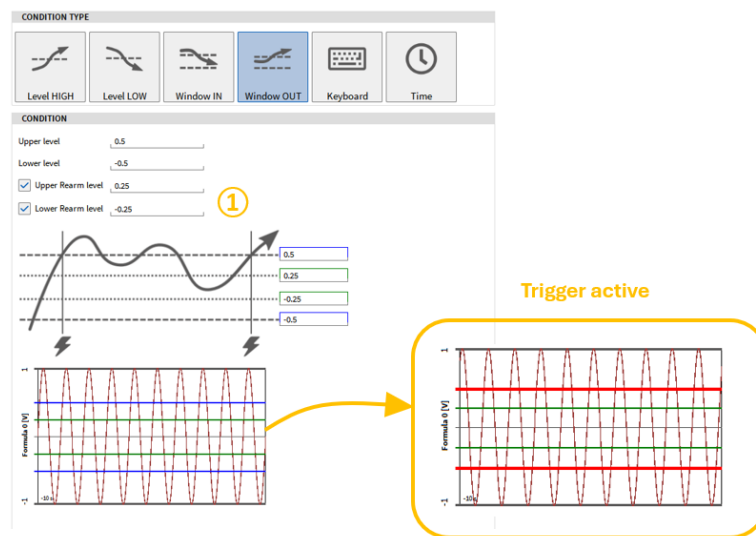 CONDITION TYPE
Level HIGH
Level LOW
Window IN
Window OUT
Keyboard
Time
CONDITION
Upper level 0.5
Lower level -0.5
Upper Rearm level 0.25
Lower Rearm level -0.25
①
0.5
0.25
-0.25
-0.5
Trigger active
1
Formula 0 [V]
-1
-10 s
1
Formula 0 [V]
-1